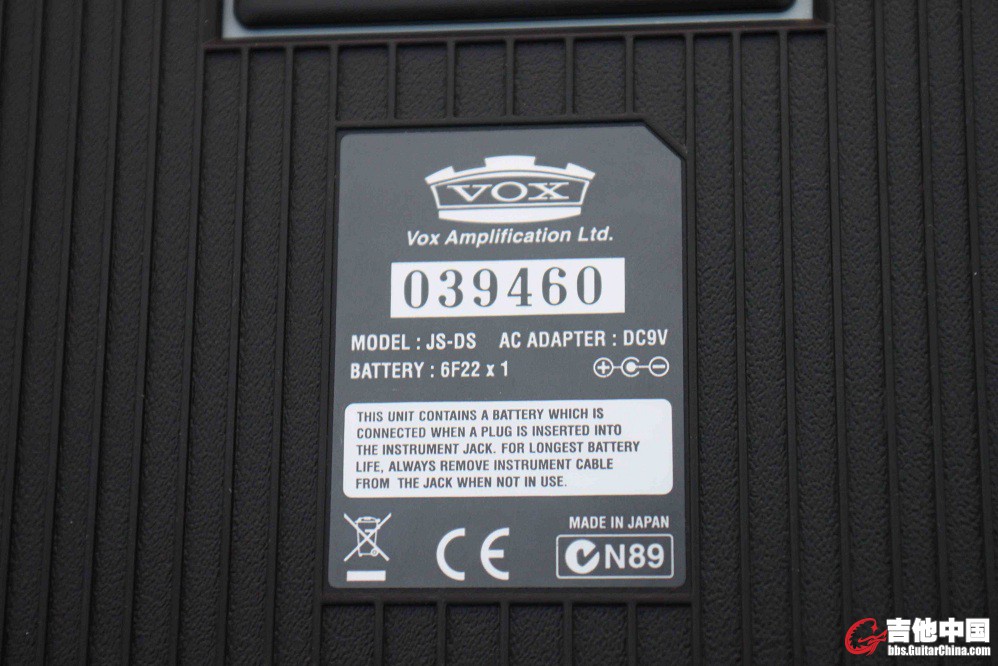 VOX
Vox Amplification Ltd.
039460
MODEL : JS-DS AC ADAPTER : DC9V
BATTERY : 6F22 x 1
THIS UNIT CONTAINS A BATTERY WHICH IS
CONNECTED WHEN A PLUG IS INSERTED INTO
THE INSTRUMENT JACK. FOR LONGEST BATTERY
LIFE, ALWAYS REMOVE INSTRUMENT CABLE
FROM THE JACK WHEN NOT IN USE.
MADE IN JAPAN
CE
N89
吉他中国
bbs.GuitarChina.com